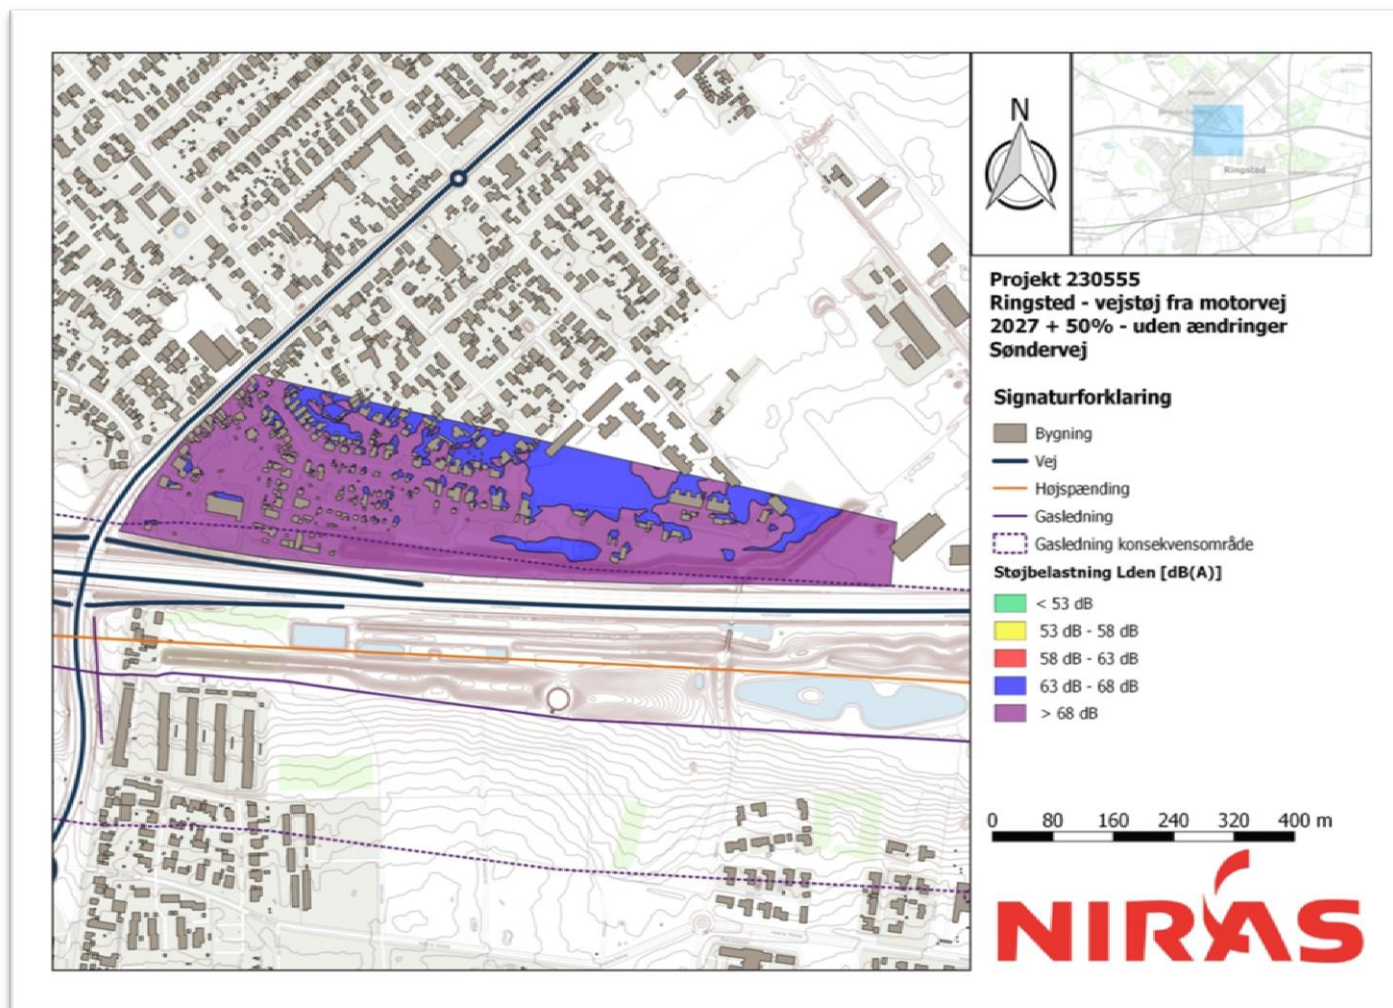 N
Ringsted
Projekt 230555
Ringsted - vejstøj fra motorvej
2027 + 50% - uden ændringer
Søndervej
Signaturforklaring
Bygning
Vej
Højspænding
Gasledning
Gasledning konsekvensområde
Støjbelastning Lden [dB(A)]
< 53 dB
53 dB - 58 dB
58 dB - 63 dB
63 dB - 68 dB
> 68 dB
0 80 160 240 320 400 m
NIRAS